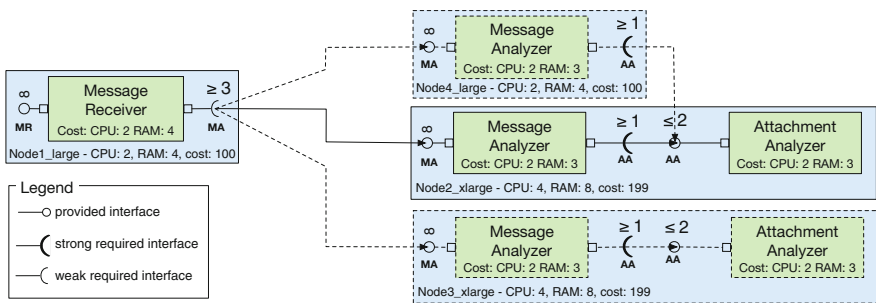 ∞
MR
Message
Receiver
Cost: CPU: 2 RAM: 4
≥ 3
MA
Node1_large - CPU: 2, RAM: 4, cost: 100
∞
MA
Message
Analyzer
Cost: CPU: 2 RAM: 3
≥ 1
AA
Node4_large - CPU: 2, RAM: 4, cost: 100
∞
MA
Message
Analyzer
Cost: CPU: 2 RAM: 3
≥ 1
AA
≤ 2
AA
Attachment
Analyzer
Cost: CPU: 2 RAM: 3
Node2_xlarge - CPU: 4, RAM: 8, cost: 199
∞
MA
Message
Analyzer
Cost: CPU: 2 RAM: 3
≥ 1
AA
≤ 2
AA
Attachment
Analyzer
Cost: CPU: 2 RAM: 3
Node3_xlarge - CPU: 4, RAM: 8, cost: 199
Legend
provided interface
strong required interface
weak required interface